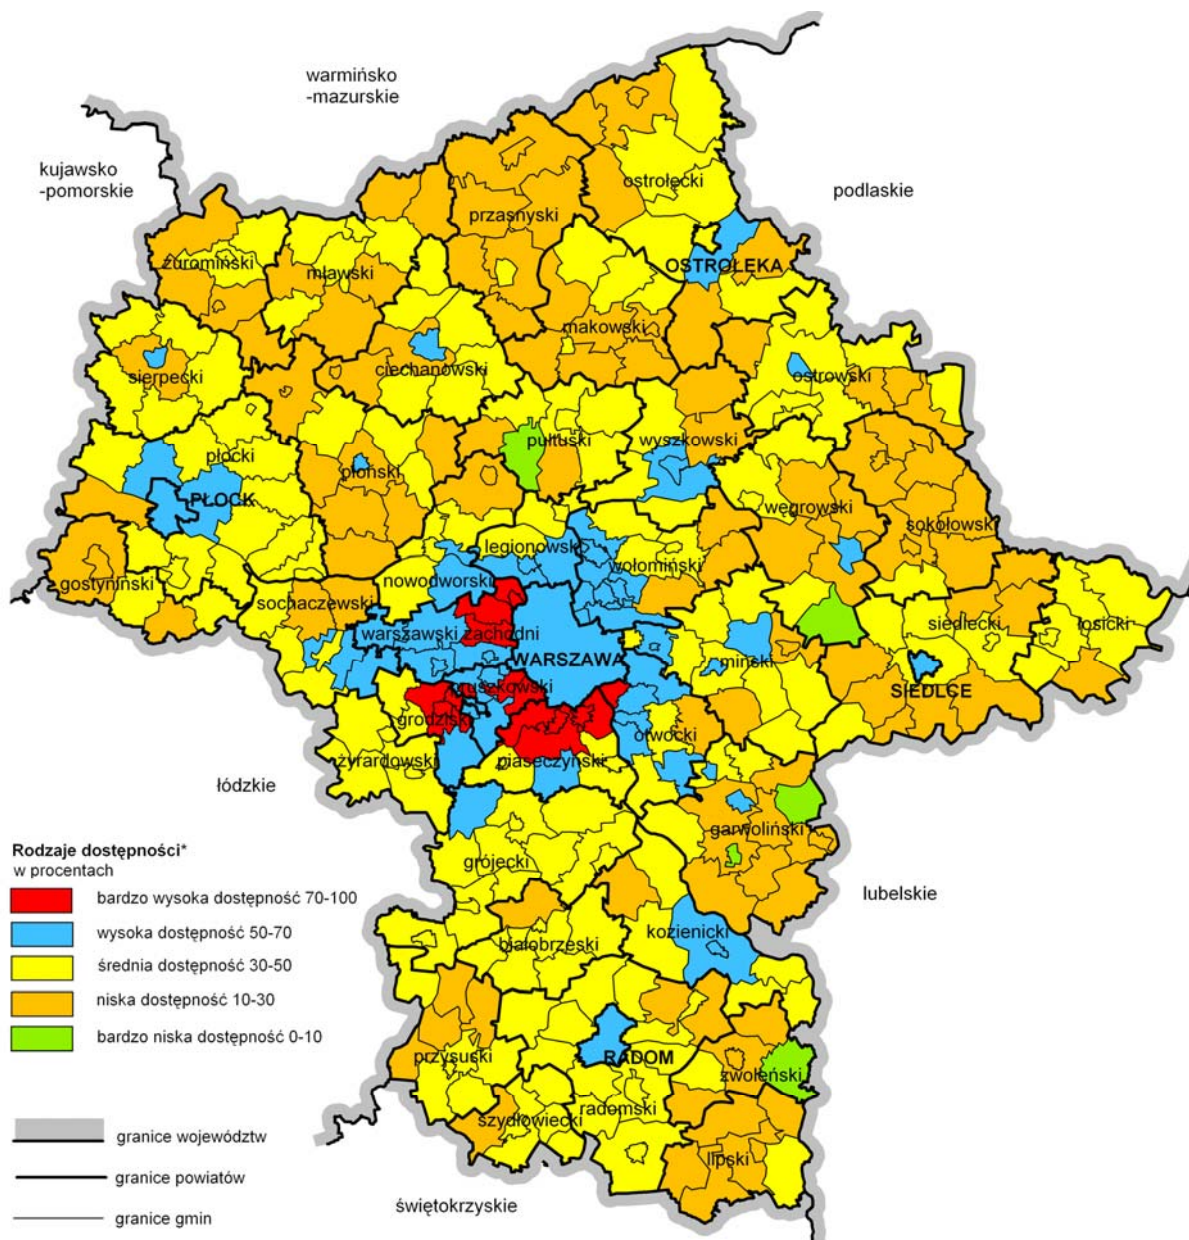 warmińsko
-mazurskie
kujawsko
-pomorskie
podlaskie
ostrołęcki
przasnyski
żuromiński
mławski
OSTROŁĘKA
makowski
sierpecki
ciechanowski
ostrowski
płocki
płoński
pułtuski
wyszkowski
PŁOCK
węgrowski
sokołowski
gostyniński
nowodworski
legionowski
wołomiński
sochaczewski
warszawski zachodni
WARSZAWA
miński
siedlecki
łosicki
SIEDLCE
pruszkowski
grodziski
otwocki
żyrardowski
piaseczyński
łódzkie
garwoliński
grójecki
lubelskie
Rodzaje dostępności*
w procentach
bardzo wysoka dostępność 70-100
wysoka dostępność 50-70
średnia dostępność 30-50
niska dostępność 10-30
bardzo niska dostępność 0-10
białobrzeski
kozienicki
przysuski
RADOM
zwoleński
szydłowiecki
radomski
lipski
granice województw
granice powiatów
granice gmin
świętokrzyskie